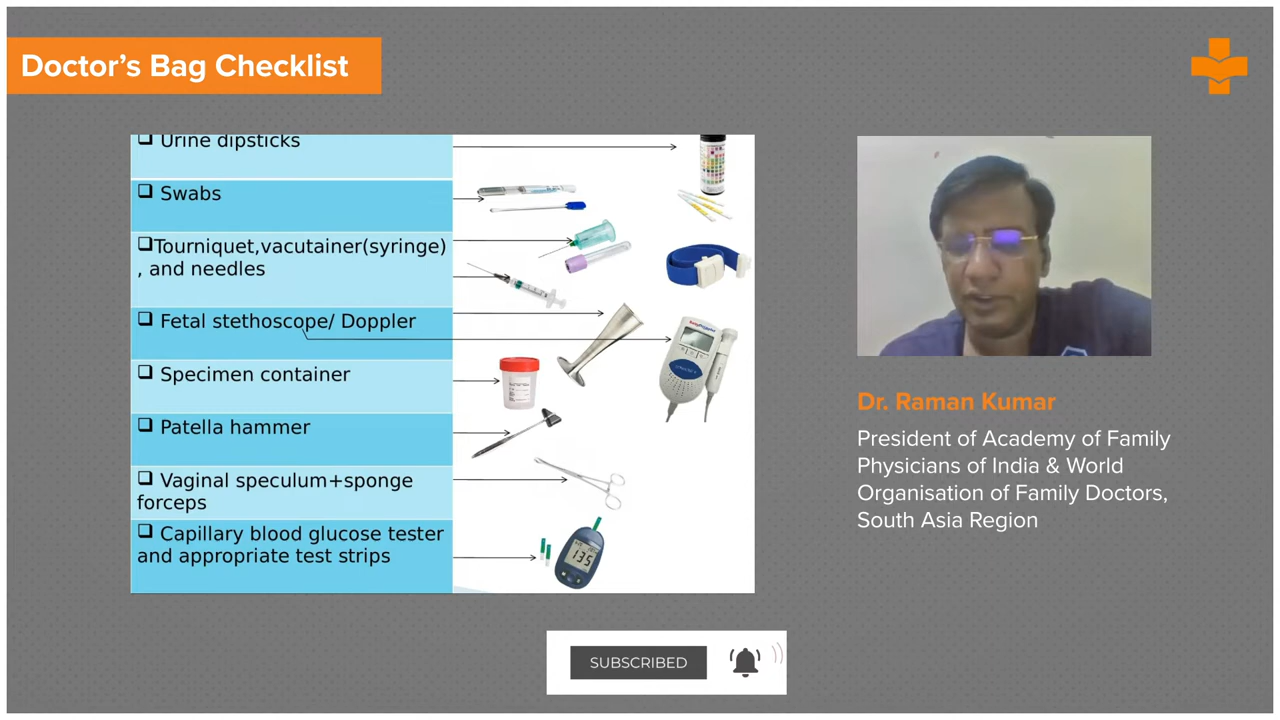 Doctor's Bag Checklist
❑ Urine dipsticks
❑ Swabs
❑Tourniquet,vacutainer(syringe)
, and needles
❑ Fetal stethoscope/ Doppler
❑ Specimen container
❑ Patella hammer
❑ Vaginal speculum+sponge
forceps
❑ Capillary blood glucose tester
and appropriate test strips
135
Dr. Raman Kumar
President of Academy of Family
Physicians of India & World
Organisation of Family Doctors,
South Asia Region
SUBSCRIBED